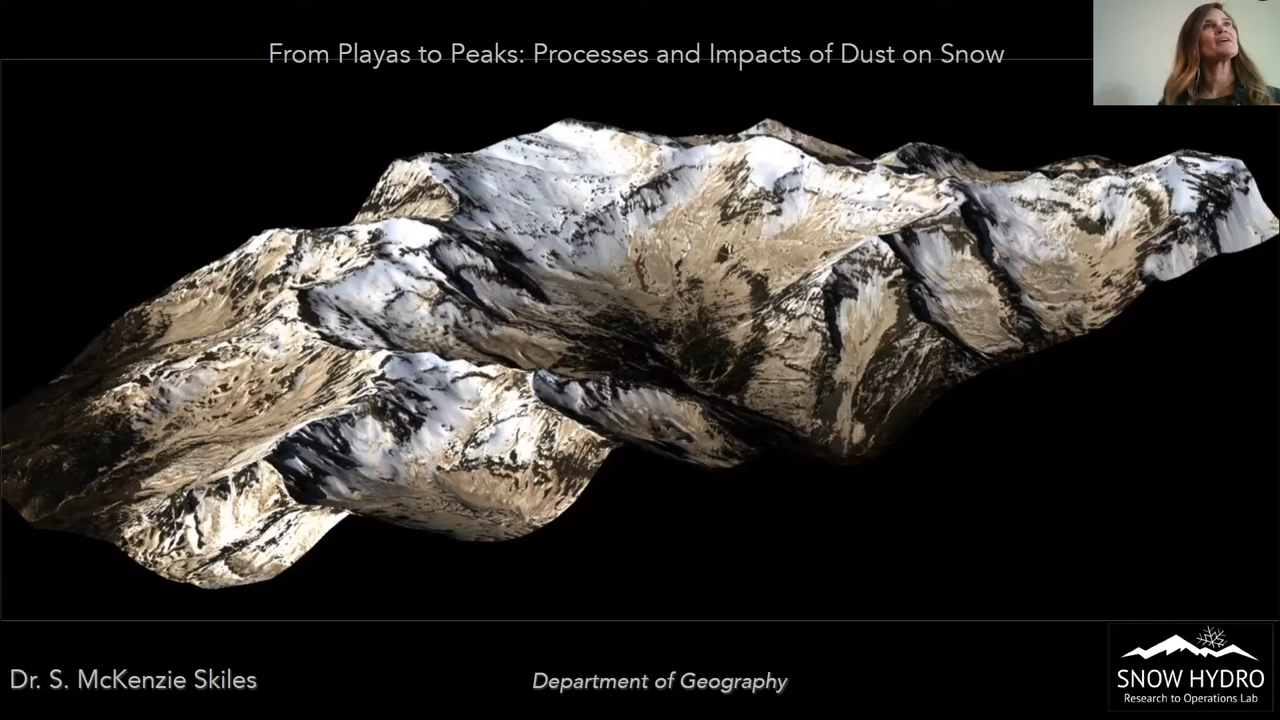 From Playas to Peaks: Processes and Impacts of Dust on Snow
Dr. S. McKenzie Skiles
Department of Geography
SNOW HYDRO
Research to Operations Lab